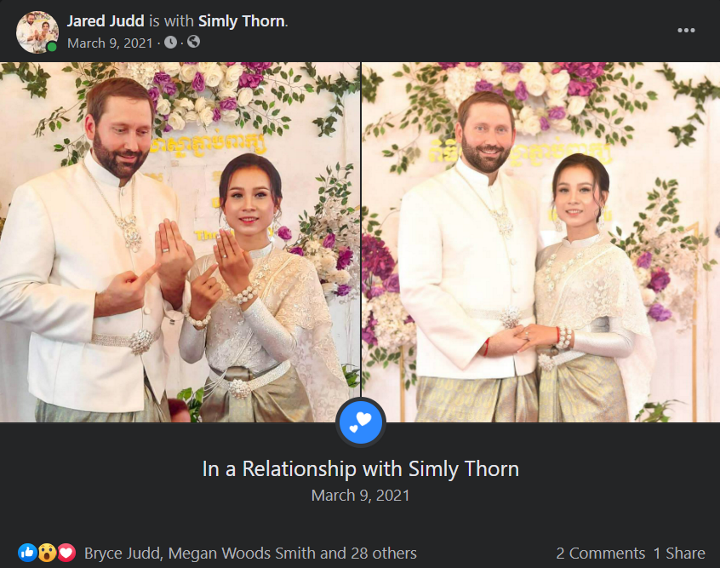 Jared Judd is with Simly Thorn.
March 9, 2021 ·
In a Relationship with Simly Thorn
March 9, 2021
Bryce Judd, Megan Woods Smith and 28 others
2 Comments 1 Share